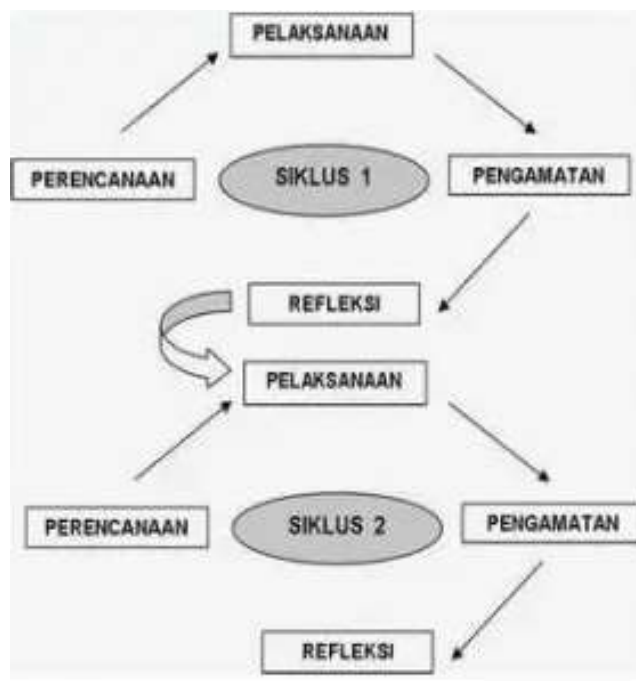 PELAKSANAAN
PERENCANAAN
SIKLUS 1
PENGAMATAN
REFLEKSI
PELAKSANAAN
PERENCANAAN
SIKLUS 2
PENGAMATAN
REFLEKSI